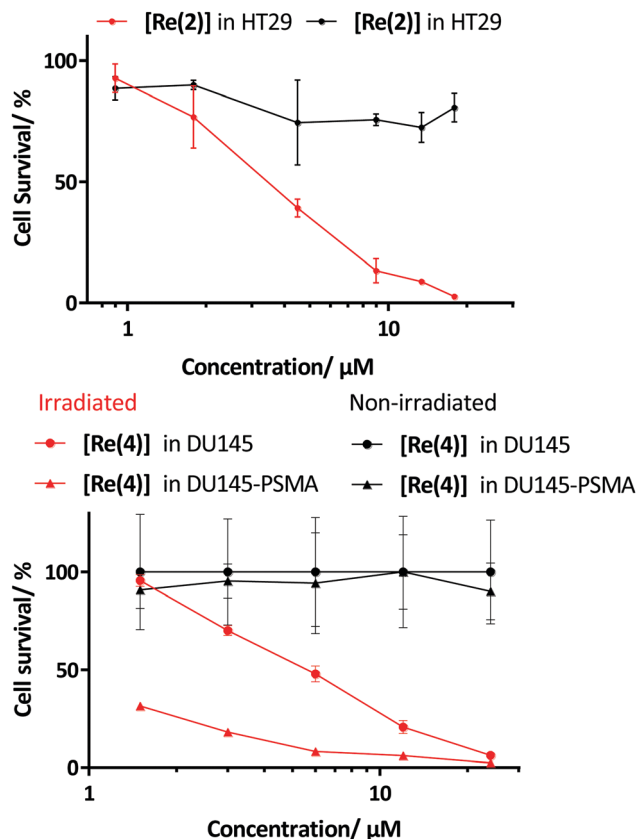 [Re(2)] in HT29 [Re(2)] in HT29
100
50
0
Cell Survival/ %
1 10
Concentration/ µM
Irradiated Non-irradiated
[Re(4)] in DU145 [Re(4)] in DU145
[Re(4)] in DU145-PSMA [Re(4)] in DU145-PSMA
100
50
0
Cell survival/ %
1 10
Concentration/ µM